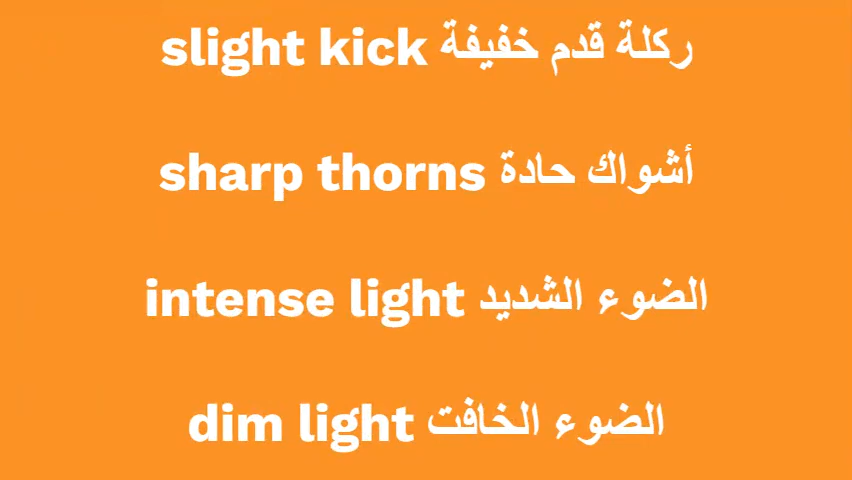 slight kick ركلة قدم خفيفة
sharp thorns أشواك حادة
intense light الضوء الشديد
dim light الضوء الخافت